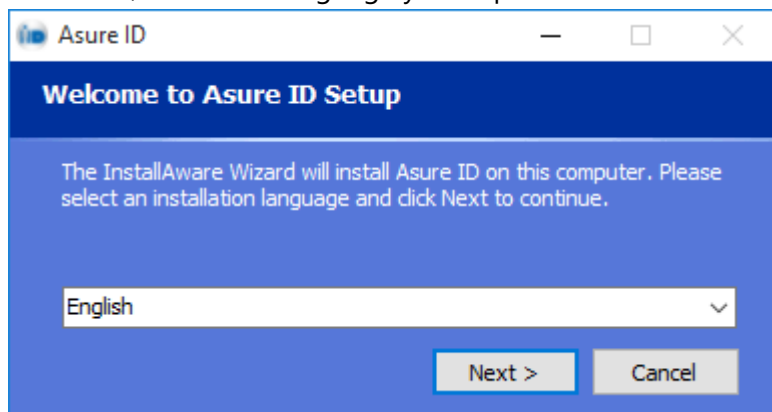 Asure ID
Welcome to Asure ID Setup
The InstallAware Wizard will install Asure ID on this computer. Please
select an installation language and click Next to continue.
English
Next >
Cancel